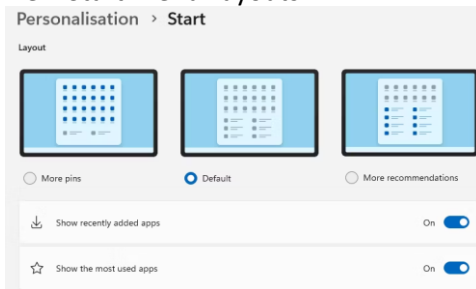 Personalisation > Start
Layout
More pins
Default
More recommendations
Show recently added apps
On
Show the most used apps
On